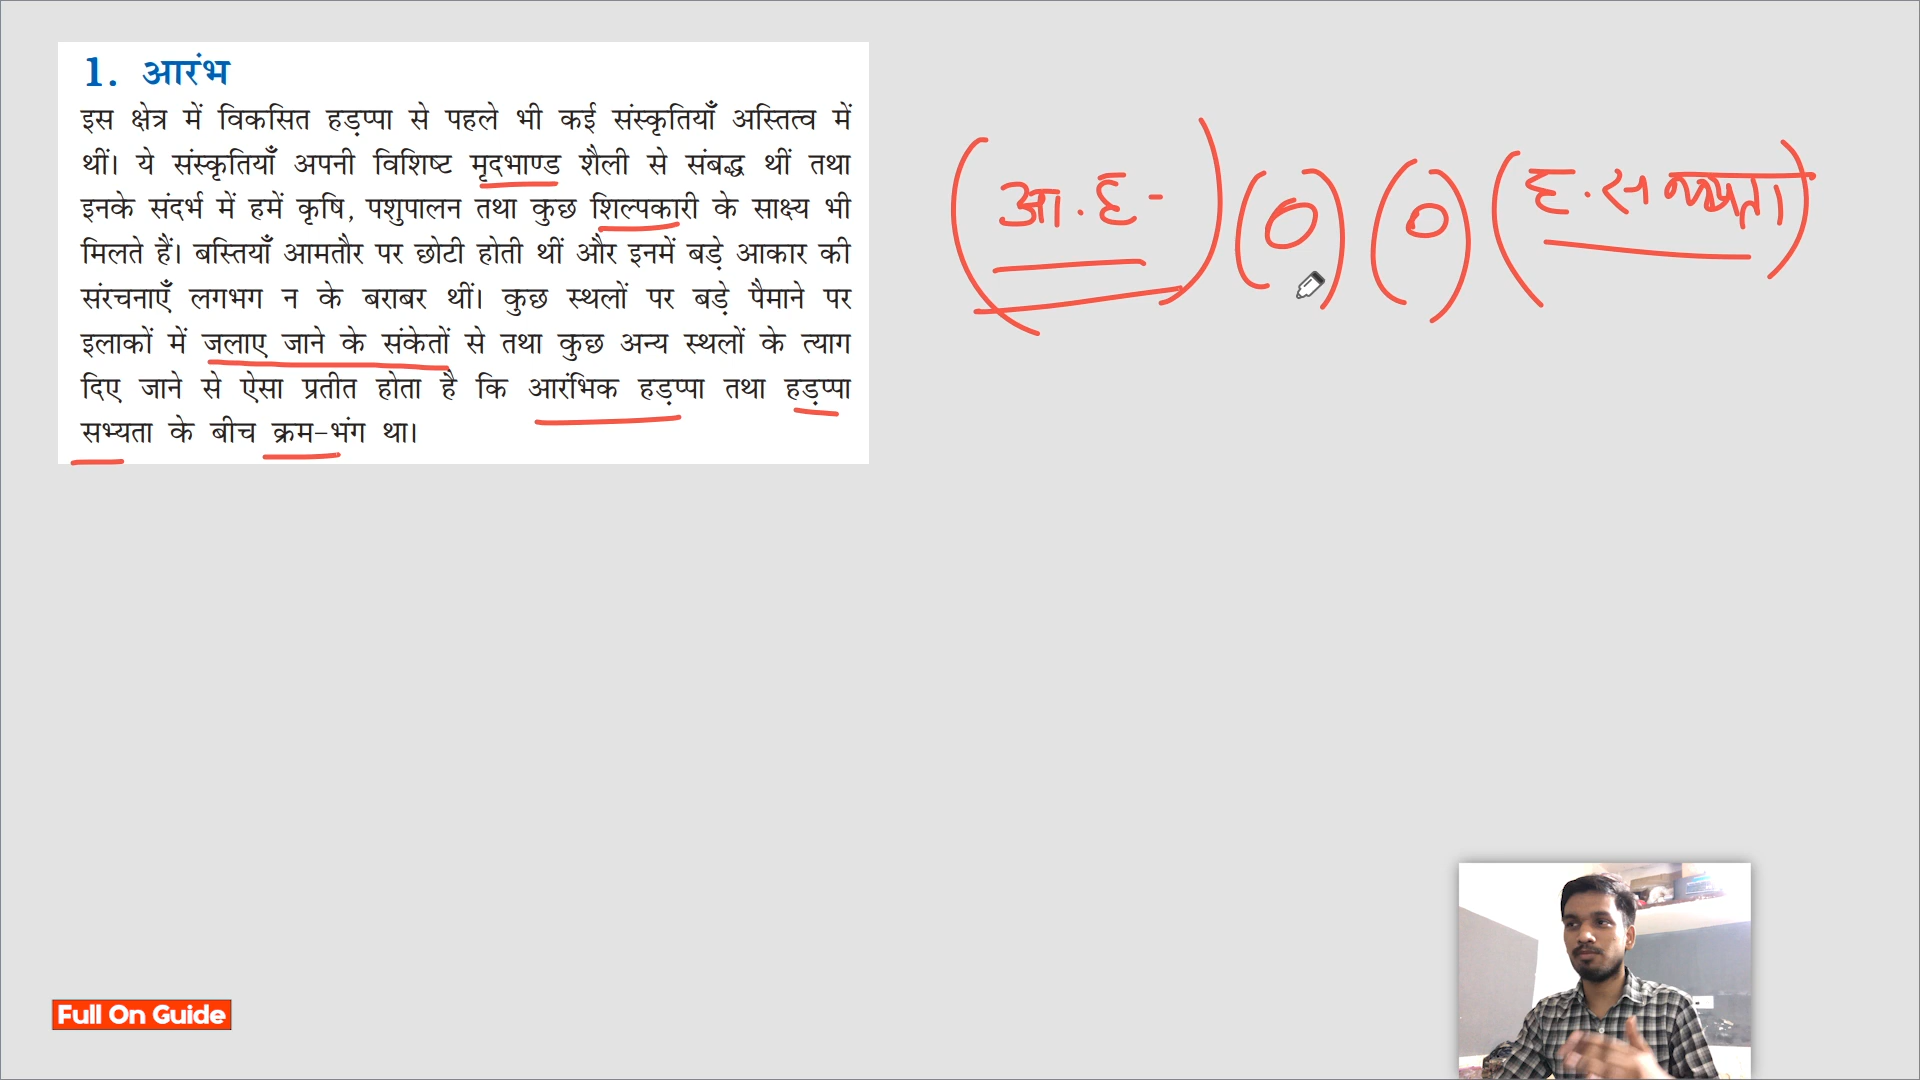 1. आरंभ
इस क्षेत्र में विकसित हड़प्पा से पहले भी कई संस्कृतियाँ अस्तित्व में
थीं। ये संस्कृतियाँ अपनी विशिष्ट मृदभाण्ड शैली से संबद्ध थीं तथा
इनके संदर्भ में हमें कृषि, पशुपालन तथा कुछ शिल्पकारी के साक्ष्य भी
मिलते हैं। बस्तियाँ आमतौर पर छोटी होती थीं और इनमें बड़े आकार की
संरचनाएँ लगभग न के बराबर थीं। कुछ स्थलों पर बड़े पैमाने पर
इलाकों में जलाए जाने के संकेतों से तथा कुछ अन्य स्थलों के त्याग
दिए जाने से ऐसा प्रतीत होता है कि आरंभिक हड़प्पा तथा हड़प्पा
सभ्यता के बीच क्रम-भंग था।
(आ. ह-) (0) (0) (ह. सभ्यता)
Full On Guide